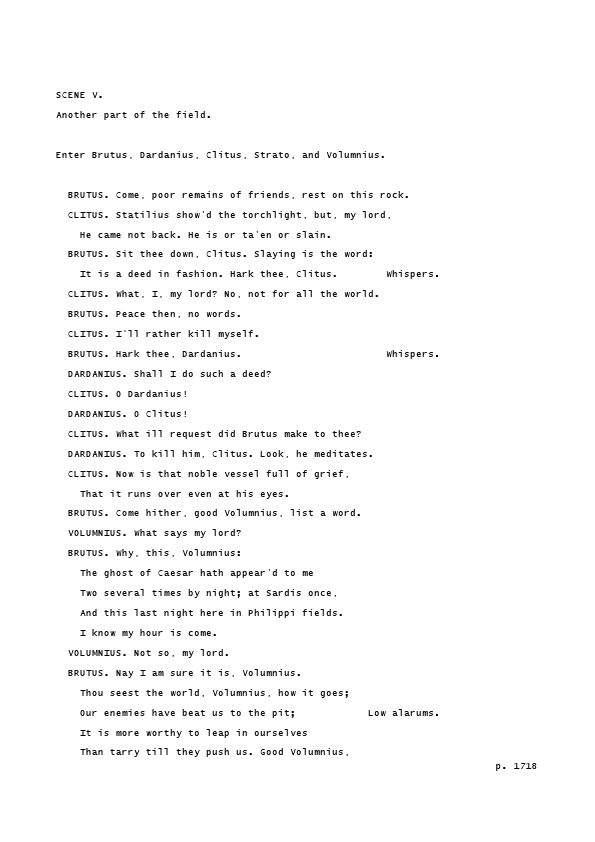 SCENE V.
Another part of the field.
Enter Brutus, Dardanius, Clitus, Strato, and Volumnius.
BRUTUS. Come, poor remains of friends, rest on this rock.
CLITUS. Statilius show'd the torchlight, but, my lord,
He came not back. He is or ta'en or slain.
BRUTUS. Sit thee down, Clitus. Slaying is the word:
It is a deed in fashion. Hark thee, Clitus. Whispers.
CLITUS. What, I, my lord? No, not for all the world.
BRUTUS. Peace then, no words.
CLITUS. I'll rather kill myself.
BRUTUS. Hark thee, Dardanius. Whispers.
DARDANIUS. Shall I do such a deed?
CLITUS. O Dardanius!
DARDANIUS. O Clitus!
CLITUS. What ill request did Brutus make to thee?
DARDANIUS. To kill him, Clitus. Look, he meditates.
CLITUS. Now is that noble vessel full of grief,
That it runs over even at his eyes.
BRUTUS. Come hither, good Volumnius, list a word.
VOLUMNIUS. What says my lord?
BRUTUS. Why, this, Volumnius:
The ghost of Caesar hath appear'd to me
Two several times by night; at Sardis once,
And this last night here in Philippi fields.
I know my hour is come.
VOLUMNIUS. Not so, my lord.
BRUTUS. Nay I am sure it is, Volumnius.
Thou seest the world, Volumnius, how it goes;
Our enemies have beat us to the pit; Low alarums.
It is more worthy to leap in ourselves
Than tarry till they push us. Good Volumnius,
p. 1718